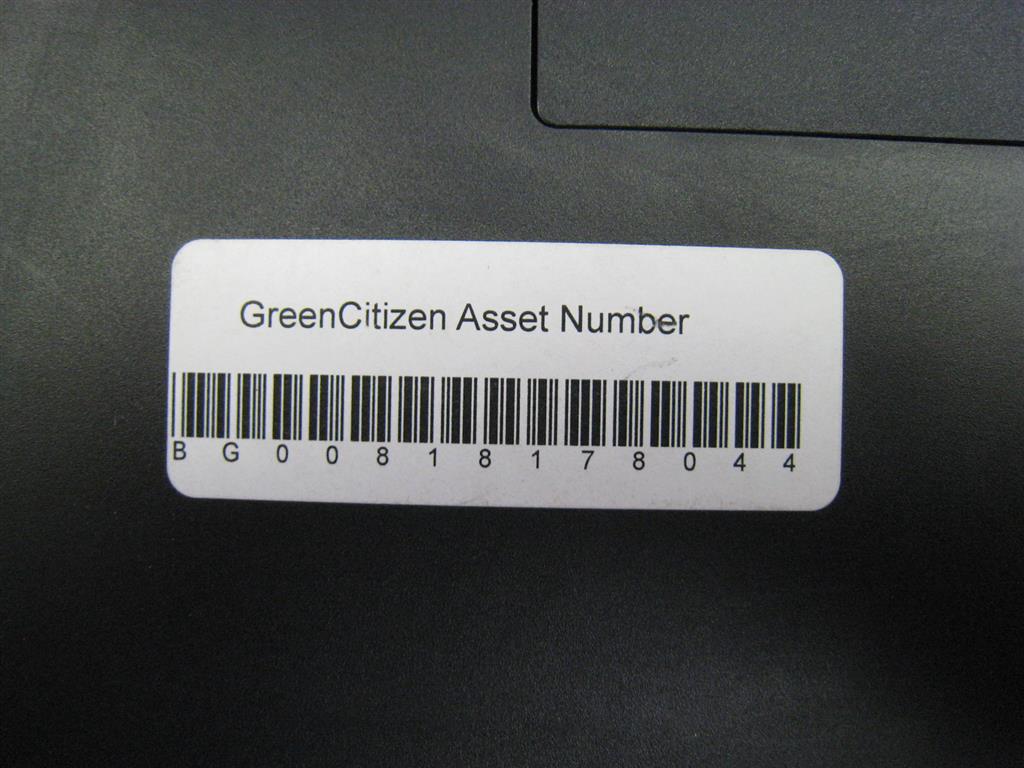 GreenCitizen Asset Number
B G 0 0 8 1 8 1 7 8 0 4 4